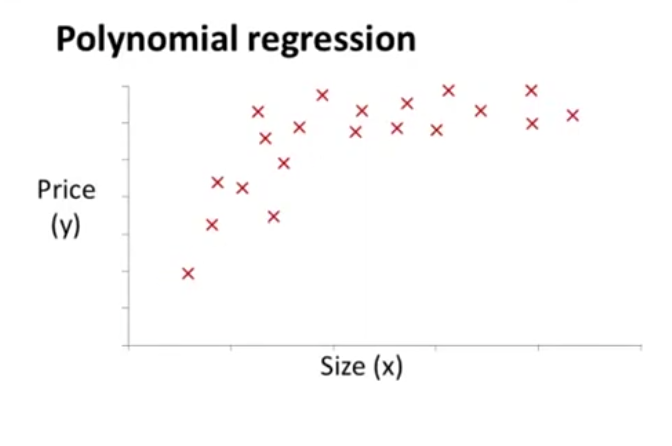 Polynomial regression
Price
(y)
Size (x)